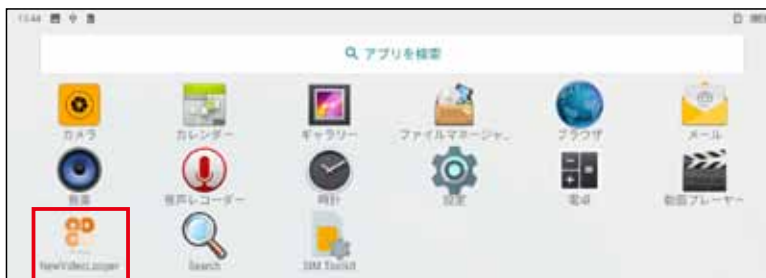 13:44
アプリを検索
カメラ
カレンダー
ギャラリー
ファイルマネージャ..
ブラウザ
メール
音楽
音声レコーダー
時計
設定
電卓
動画プレーヤー
NewVideoLooper
Search
SIM Toolkit